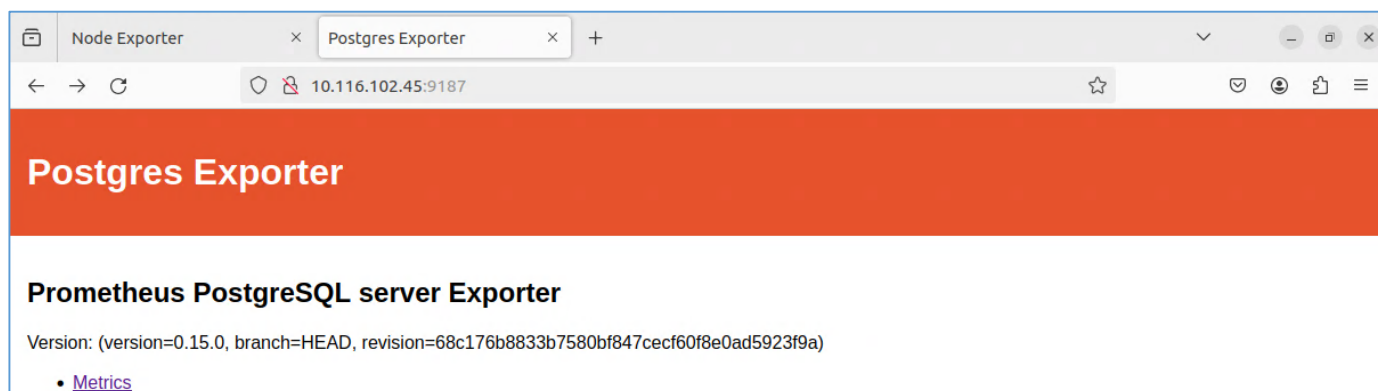 Node Exporter
Postgres Exporter
10.116.102.45:9187
Postgres Exporter
Prometheus PostgreSQL server Exporter
Version: (version=0.15.0, branch=HEAD, revision=68c176b8833b7580bf847cecf60f8e0ad5923f9a)
• Metrics